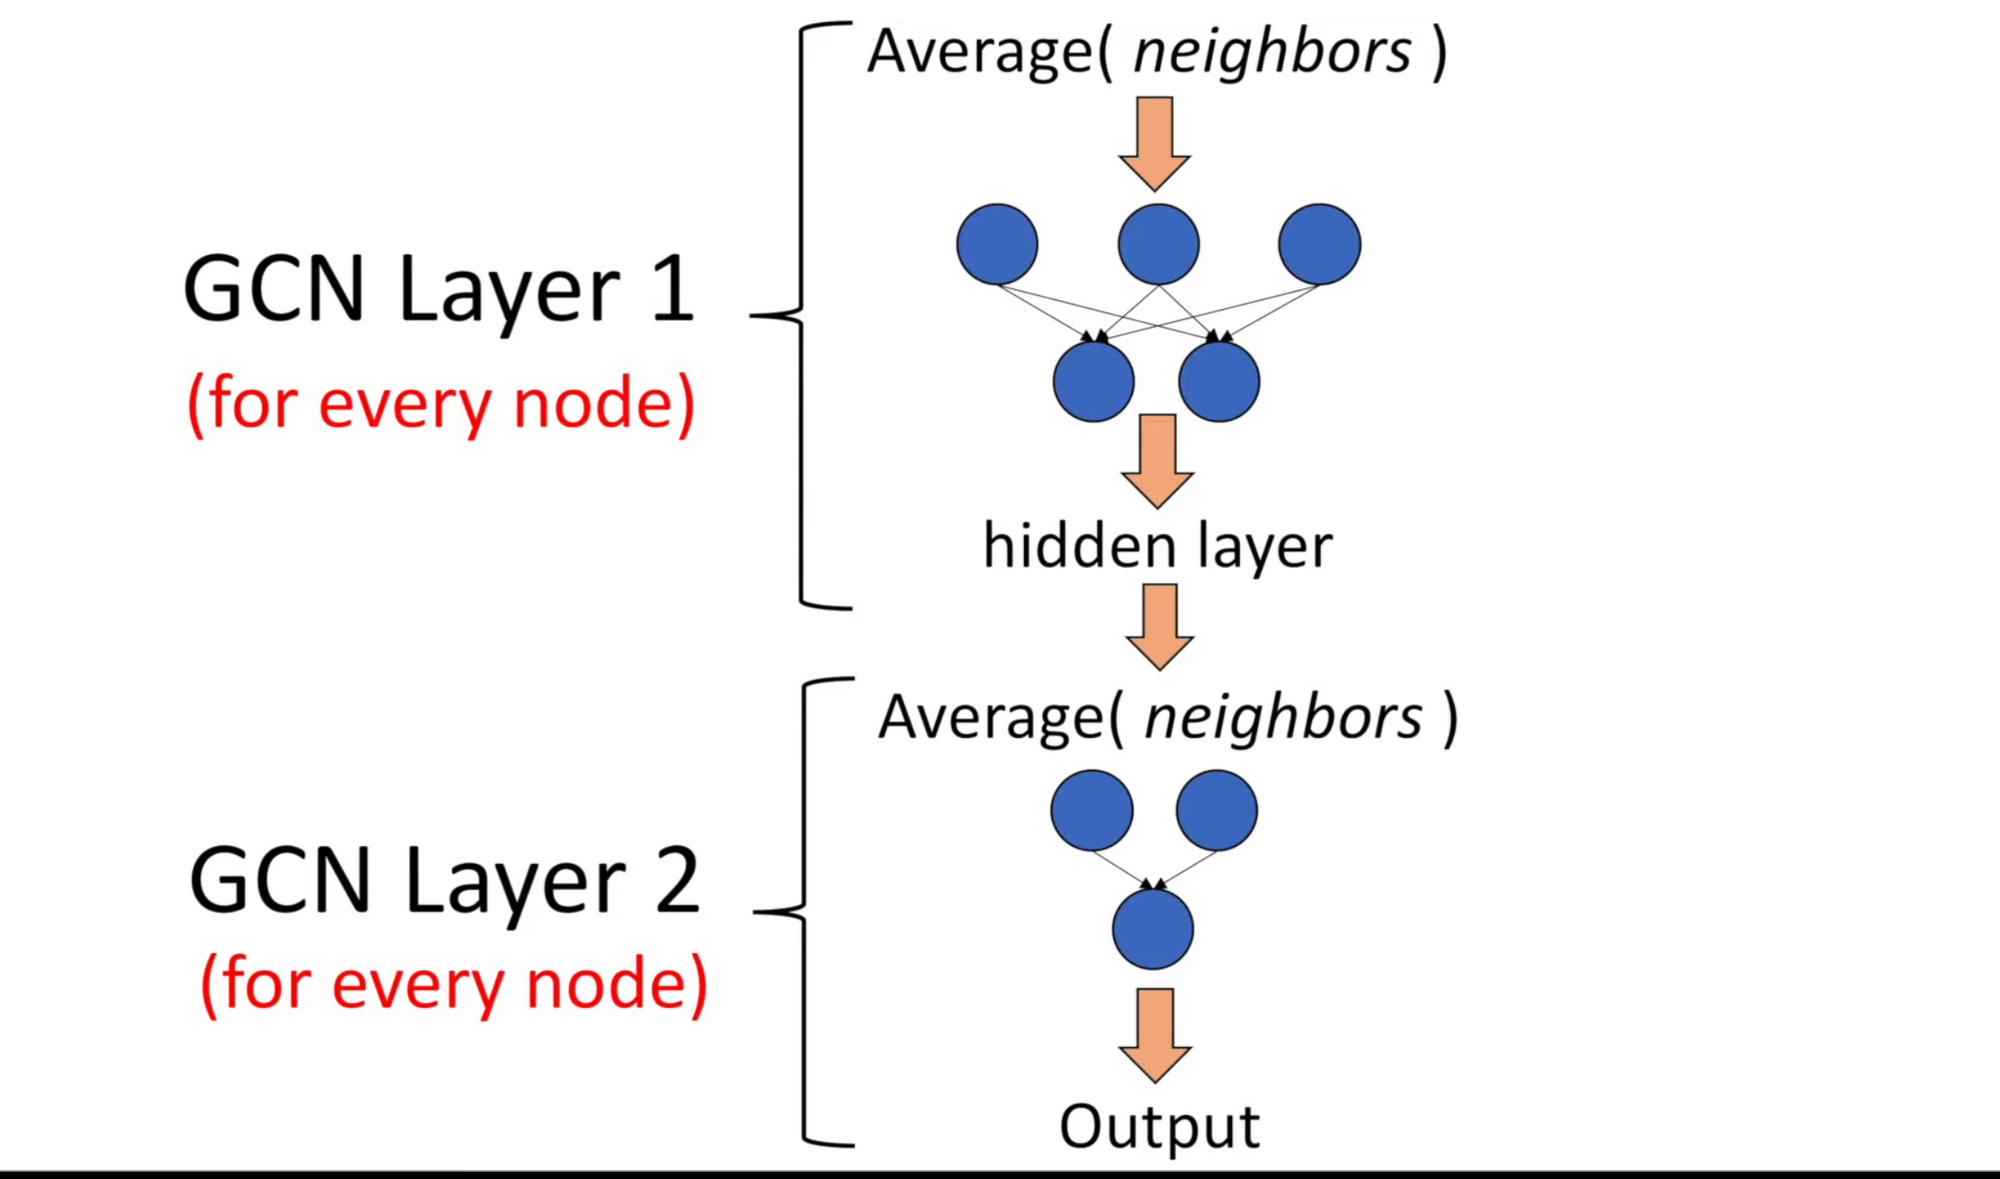 Average( neighbors )
GCN Layer 1
(for every node)
hidden layer
Average( neighbors )
GCN Layer 2
(for every node)
Output